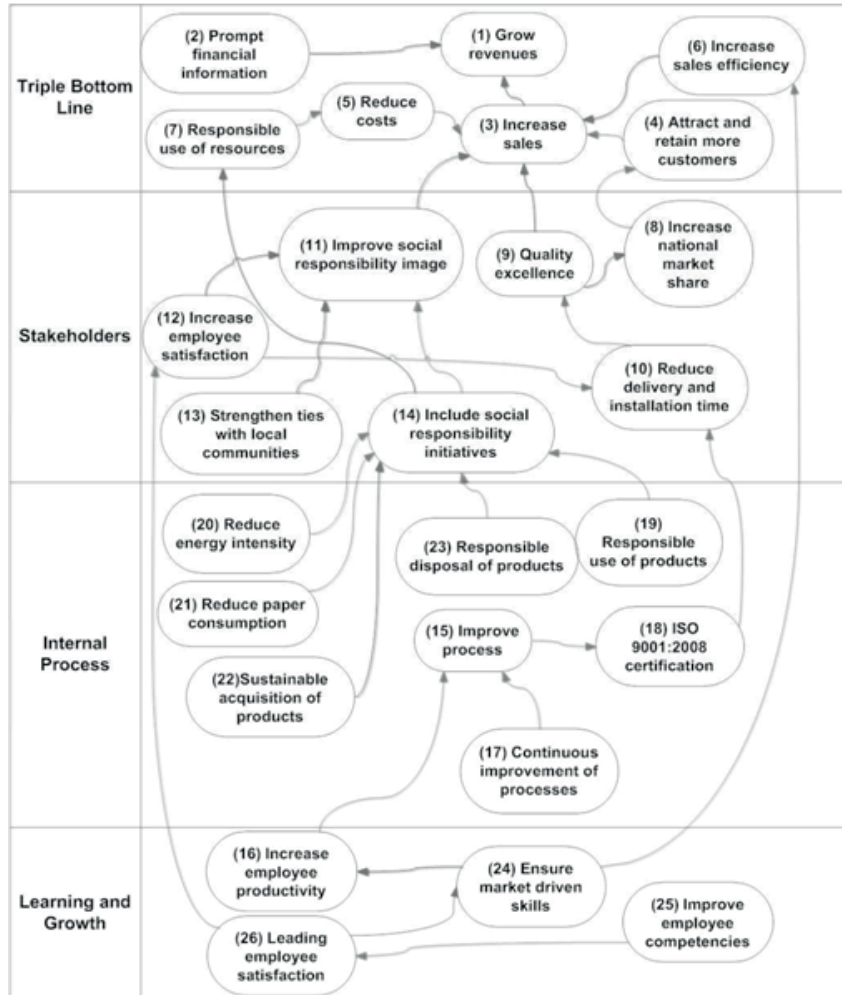 Triple Bottom
Line
(2) Prompt
financial
information
(1) Grow
revenues
(6) Increase
sales efficiency
(5) Reduce
costs
(7) Responsible
use of resources
(3) Increase
sales
(4) Attract and
retain more
customers
Stakeholders
(11) Improve social
responsibility image
(9) Quality
excellence
(8) Increase
national
market
share
(12) Increase
employee
satisfaction
(10) Reduce
delivery and
installation time
(13) Strengthen ties
with local
communities
(14) Include social
responsibility
initiatives
Internal
Process
(20) Reduce
energy intensity
(23) Responsible
disposal of products
(19)
Responsible
use of products
(21) Reduce paper
consumption
(15) Improve
process
(18) ISO
9001:2008
certification
(22)Sustainable
acquisition of
products
(17) Continuous
improvement of
processes
Learning and
Growth
(16) Increase
employee
productivity
(24) Ensure
market driven
skills
(25) Improve
employee
competencies
(26) Leading
employee
satisfaction